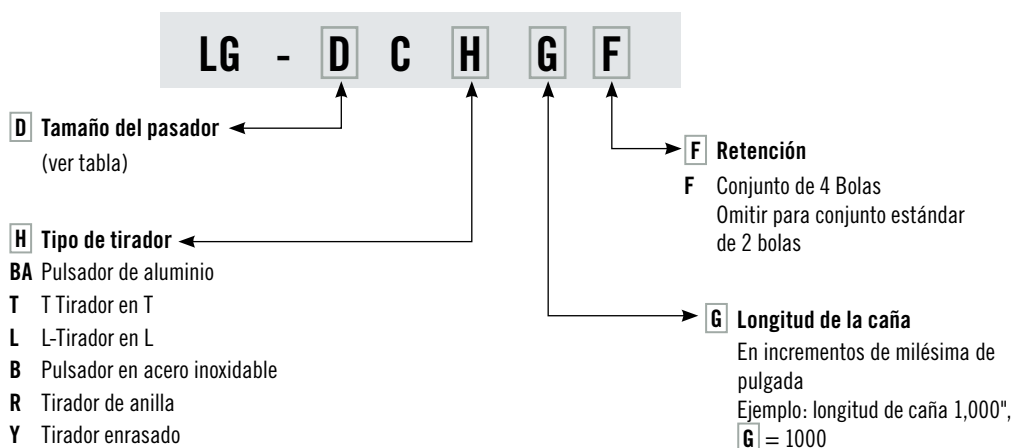 LG - D C H G F
D Tamaño del pasador
(ver tabla)
H Tipo de tirador
BA Pulsador de aluminio
T T Tirador en T
L L-Tirador en L
B Pulsador en acero inoxidable
R Tirador de anilla
Y Tirador enrasado
F Retención
F Conjunto de 4 Bolas
Omitir para conjunto estándar
de 2 bolas
G Longitud de la caña
En incrementos de milésima de
pulgada
Ejemplo: longitud de caña 1,000",
G = 1000